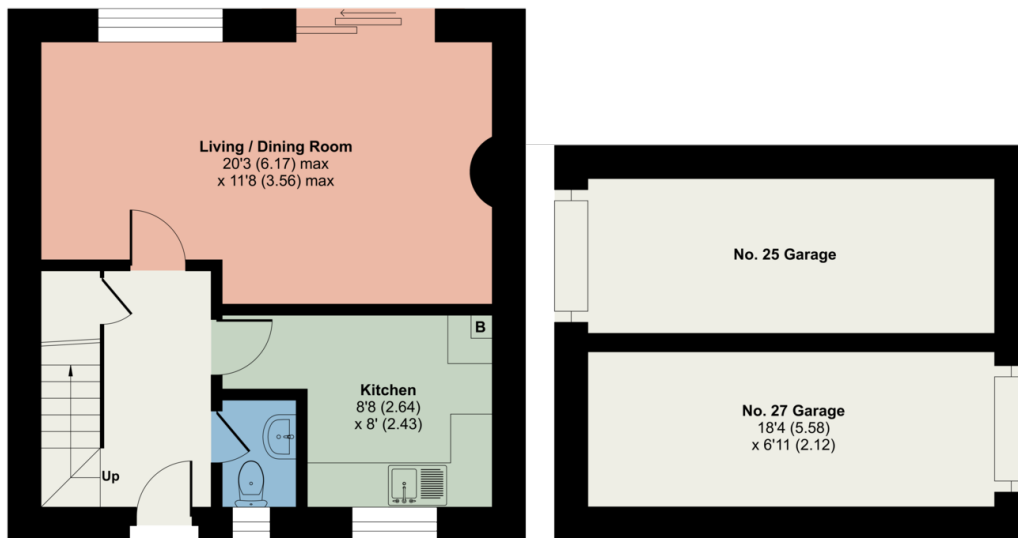 Living / Dining Room
20'3 (6.17) max
x 11'8 (3.56) max
No. 25 Garage
B
Kitchen
8'8 (2.64)
x 8' (2.43)
No. 27 Garage
18'4 (5.58)
x 6'11 (2.12)
Up